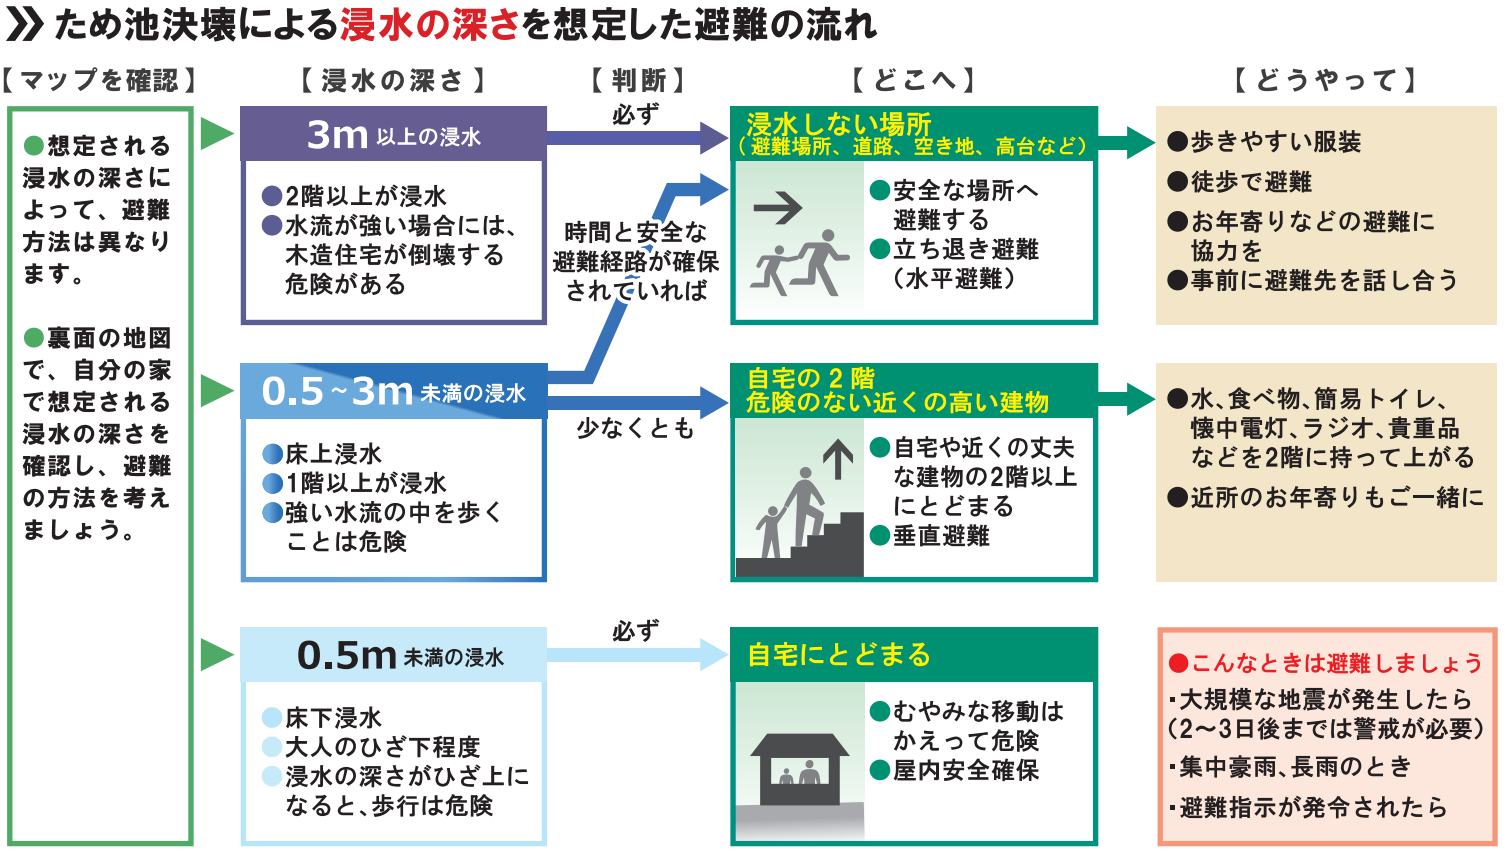 ため池決壊による浸水の深さを想定した避難の流れ
【マップを確認】
【浸水の深さ】
【判断】
【どこへ】
【どうやって】
●想定される
浸水の深さに
よって、避難
方法は異なり
ます。
●裏面の地図
で、自分の家
で想定される
浸水の深さを
確認し、避難
の方法を考え
ましょう。
3m 以上の浸水
●2階以上が浸水
●水流が強い場合には、
木造住宅が倒壊する
危険がある
必ず
時間と安全な
避難経路が確保
されていれば
浸水しない場所
（避難場所、道路、空き地、高台など）
●安全な場所へ
避難する
●立ち退き避難
（水平避難）
●歩きやすい服装
●徒歩で避難
●お年寄りなどの避難に
協力を
●事前に避難先を話し合う
0.5～3m 未満の浸水
●床上浸水
●1階以上が浸水
●強い水流の中を歩く
ことは危険
少なくとも
自宅の2階
危険のない近くの高い建物
●自宅や近くの丈夫
な建物の2階以上
にとどまる
●垂直避難
●水、食べ物、簡易トイレ、
懐中電灯、ラジオ、貴重品
などを2階に持って上がる
●近所のお年寄りもご一緒に
0.5m 未満の浸水
●床下浸水
●大人のひざ下程度
●浸水の深さがひざ上に
なると、歩行は危険
必ず
自宅にとどまる
●むやみな移動は
かえって危険
●屋内安全確保
●こんなときは避難しましょう
・大規模な地震が発生したら
（2～3日後までは警戒が必要）
・集中豪雨、長雨のとき
・避難指示が発令されたら